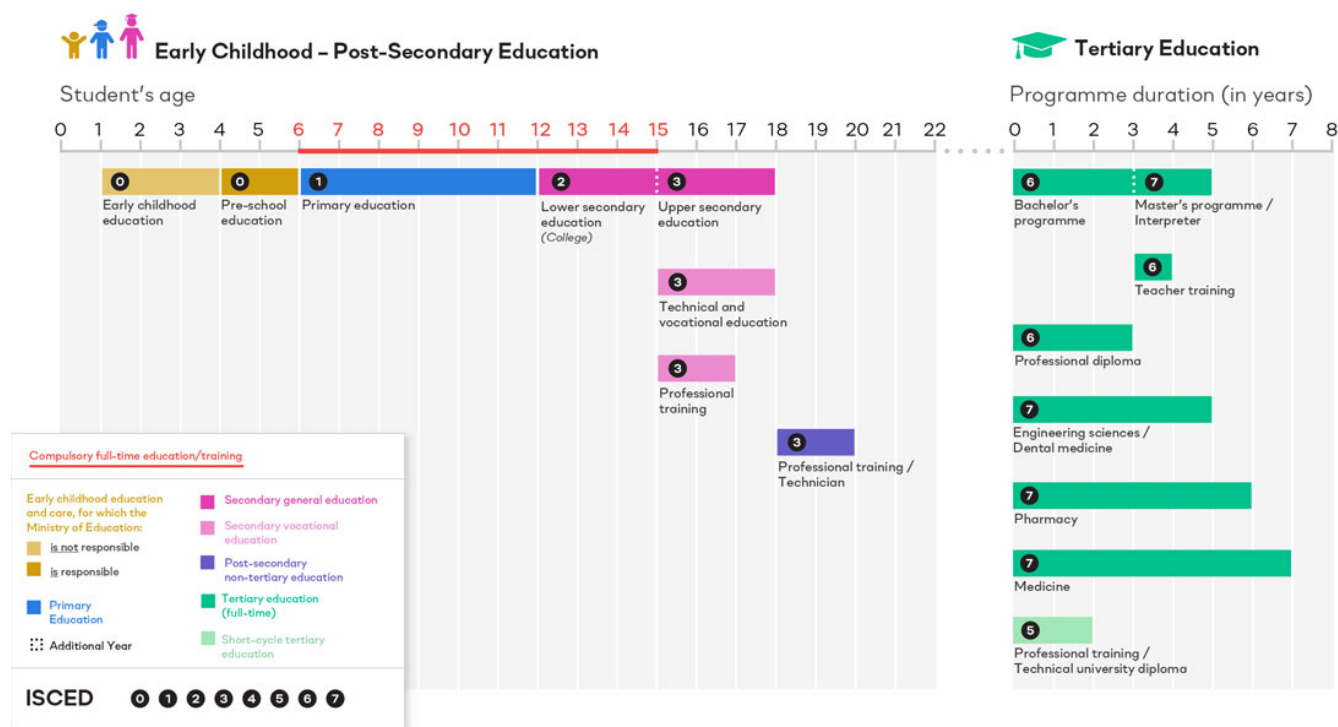 Early Childhood – Post-Secondary Education
Student's age
0 1 2 3 4 5 6 7 8 9 10 11 12 13 14 15 16 17 18 19 20 21 22
0
Early childhood
education
0
Pre-school
education
1
Primary education
2
Lower secondary
education
(College)
3
Upper secondary
education
3
Technical and
vocational education
3
Professional
training
3
Professional training /
Technician
Tertiary Education
Programme duration (in years)
0 1 2 3 4 5 6 7 8
6
Bachelor's
programme
7
Master's programme /
Interpreter
6
Teacher training
6
Professional diploma
7
Engineering sciences /
Dental medicine
7
Pharmacy
7
Medicine
5
Professional training /
Technical university diploma
Compulsory full-time education/training
Early childhood education
and care, for which the
Ministry of Education:
is not responsible
is responsible
Primary
Education
Additional Year
Secondary general education
Secondary vocational
education
Post-secondary
non-tertiary education
Tertiary education
(full-time)
Short-cycle tertiary
education
ISCED 0 1 2 3 4 5 6 7